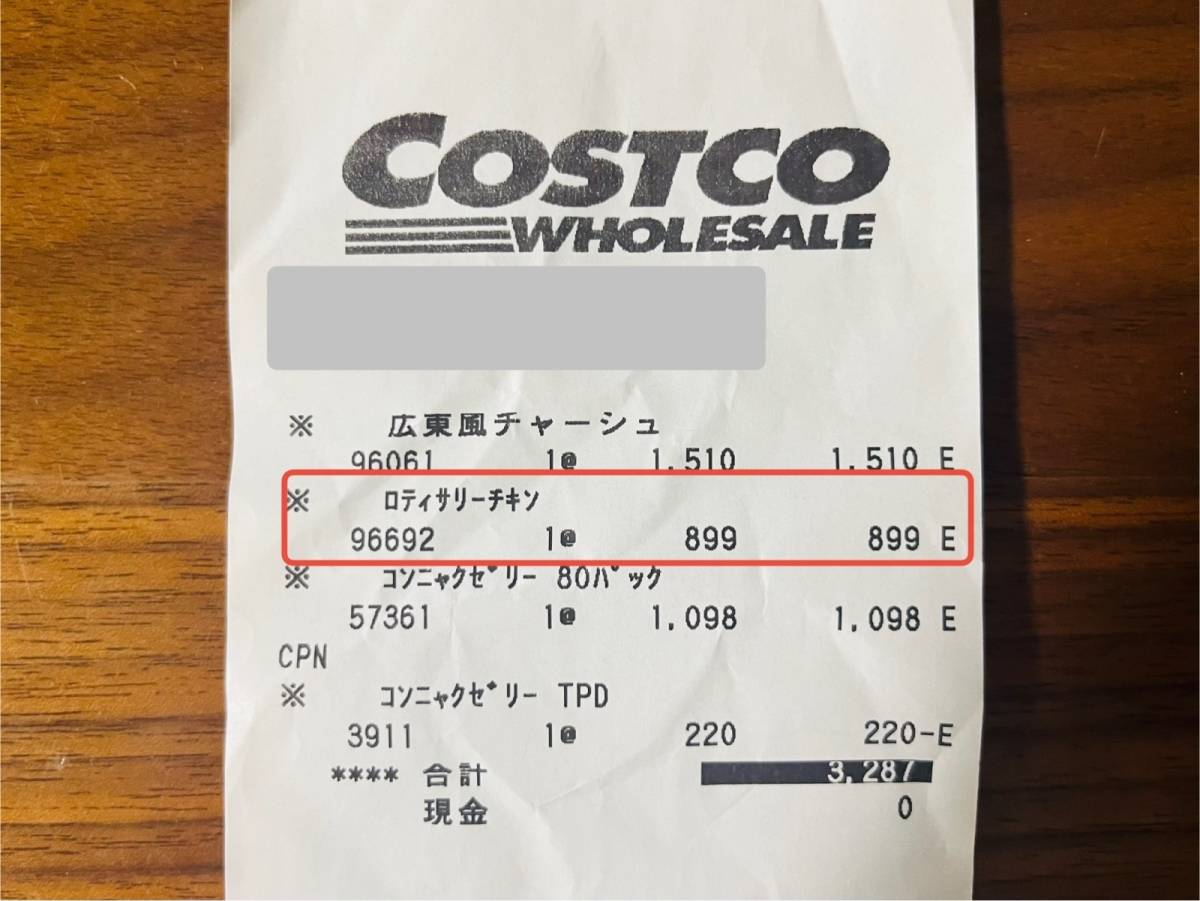 COSTCO
WHOLESALE
※ 広東風チャーシュ
96061 1@ 1,510 1,510 E
※ ロティサリーチキン
96692 1@ 899 899 E
※ コンニャクゼリー 80パック
57361 1@ 1,098 1,098 E
CPN
※ コンニャクゼリー TPD
3911 1@ 220 220-E
**** 合計 3,287
現金 0